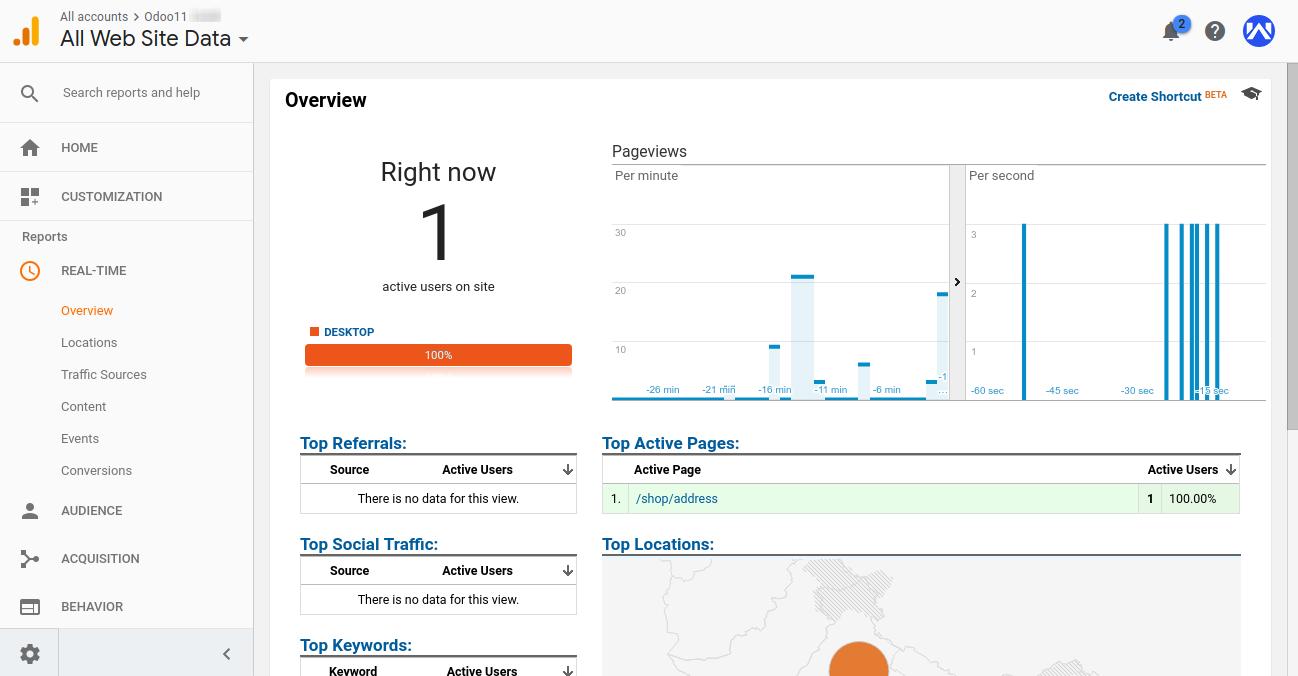 All accounts > Odoo11
All Web Site Data
2
Search reports and help
HOME
CUSTOMIZATION
Reports
REAL-TIME
Overview
Locations
Traffic Sources
Content
Events
Conversions
AUDIENCE
ACQUISITION
BEHAVIOR
Overview
Create Shortcut BETA
Right now
1
active users on site
DESKTOP
100%
Pageviews
Per minute
30
20
10
-26 min -21 min -16 min -11 min -6 min -1
...
Per second
3
2
1
-60 sec -45 sec -30 sec -15 sec
Top Referrals:
Source Active Users
There is no data for this view.
Top Active Pages:
Active Page Active Users
1. /shop/address 1 100.00%
Top Social Traffic:
Source Active Users
There is no data for this view.
Top Locations:
Top Keywords:
Keyword Active Users